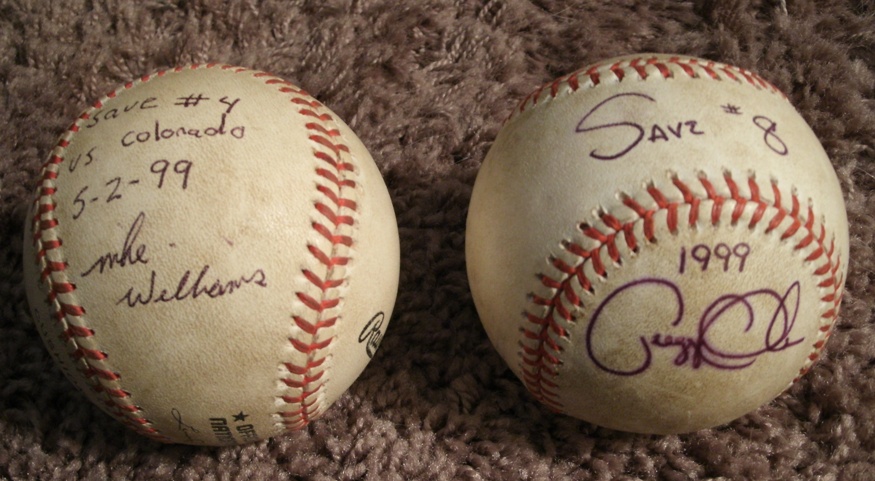 save #4
vs colorado
5-2-99
mike
Williams
Save #8
1999